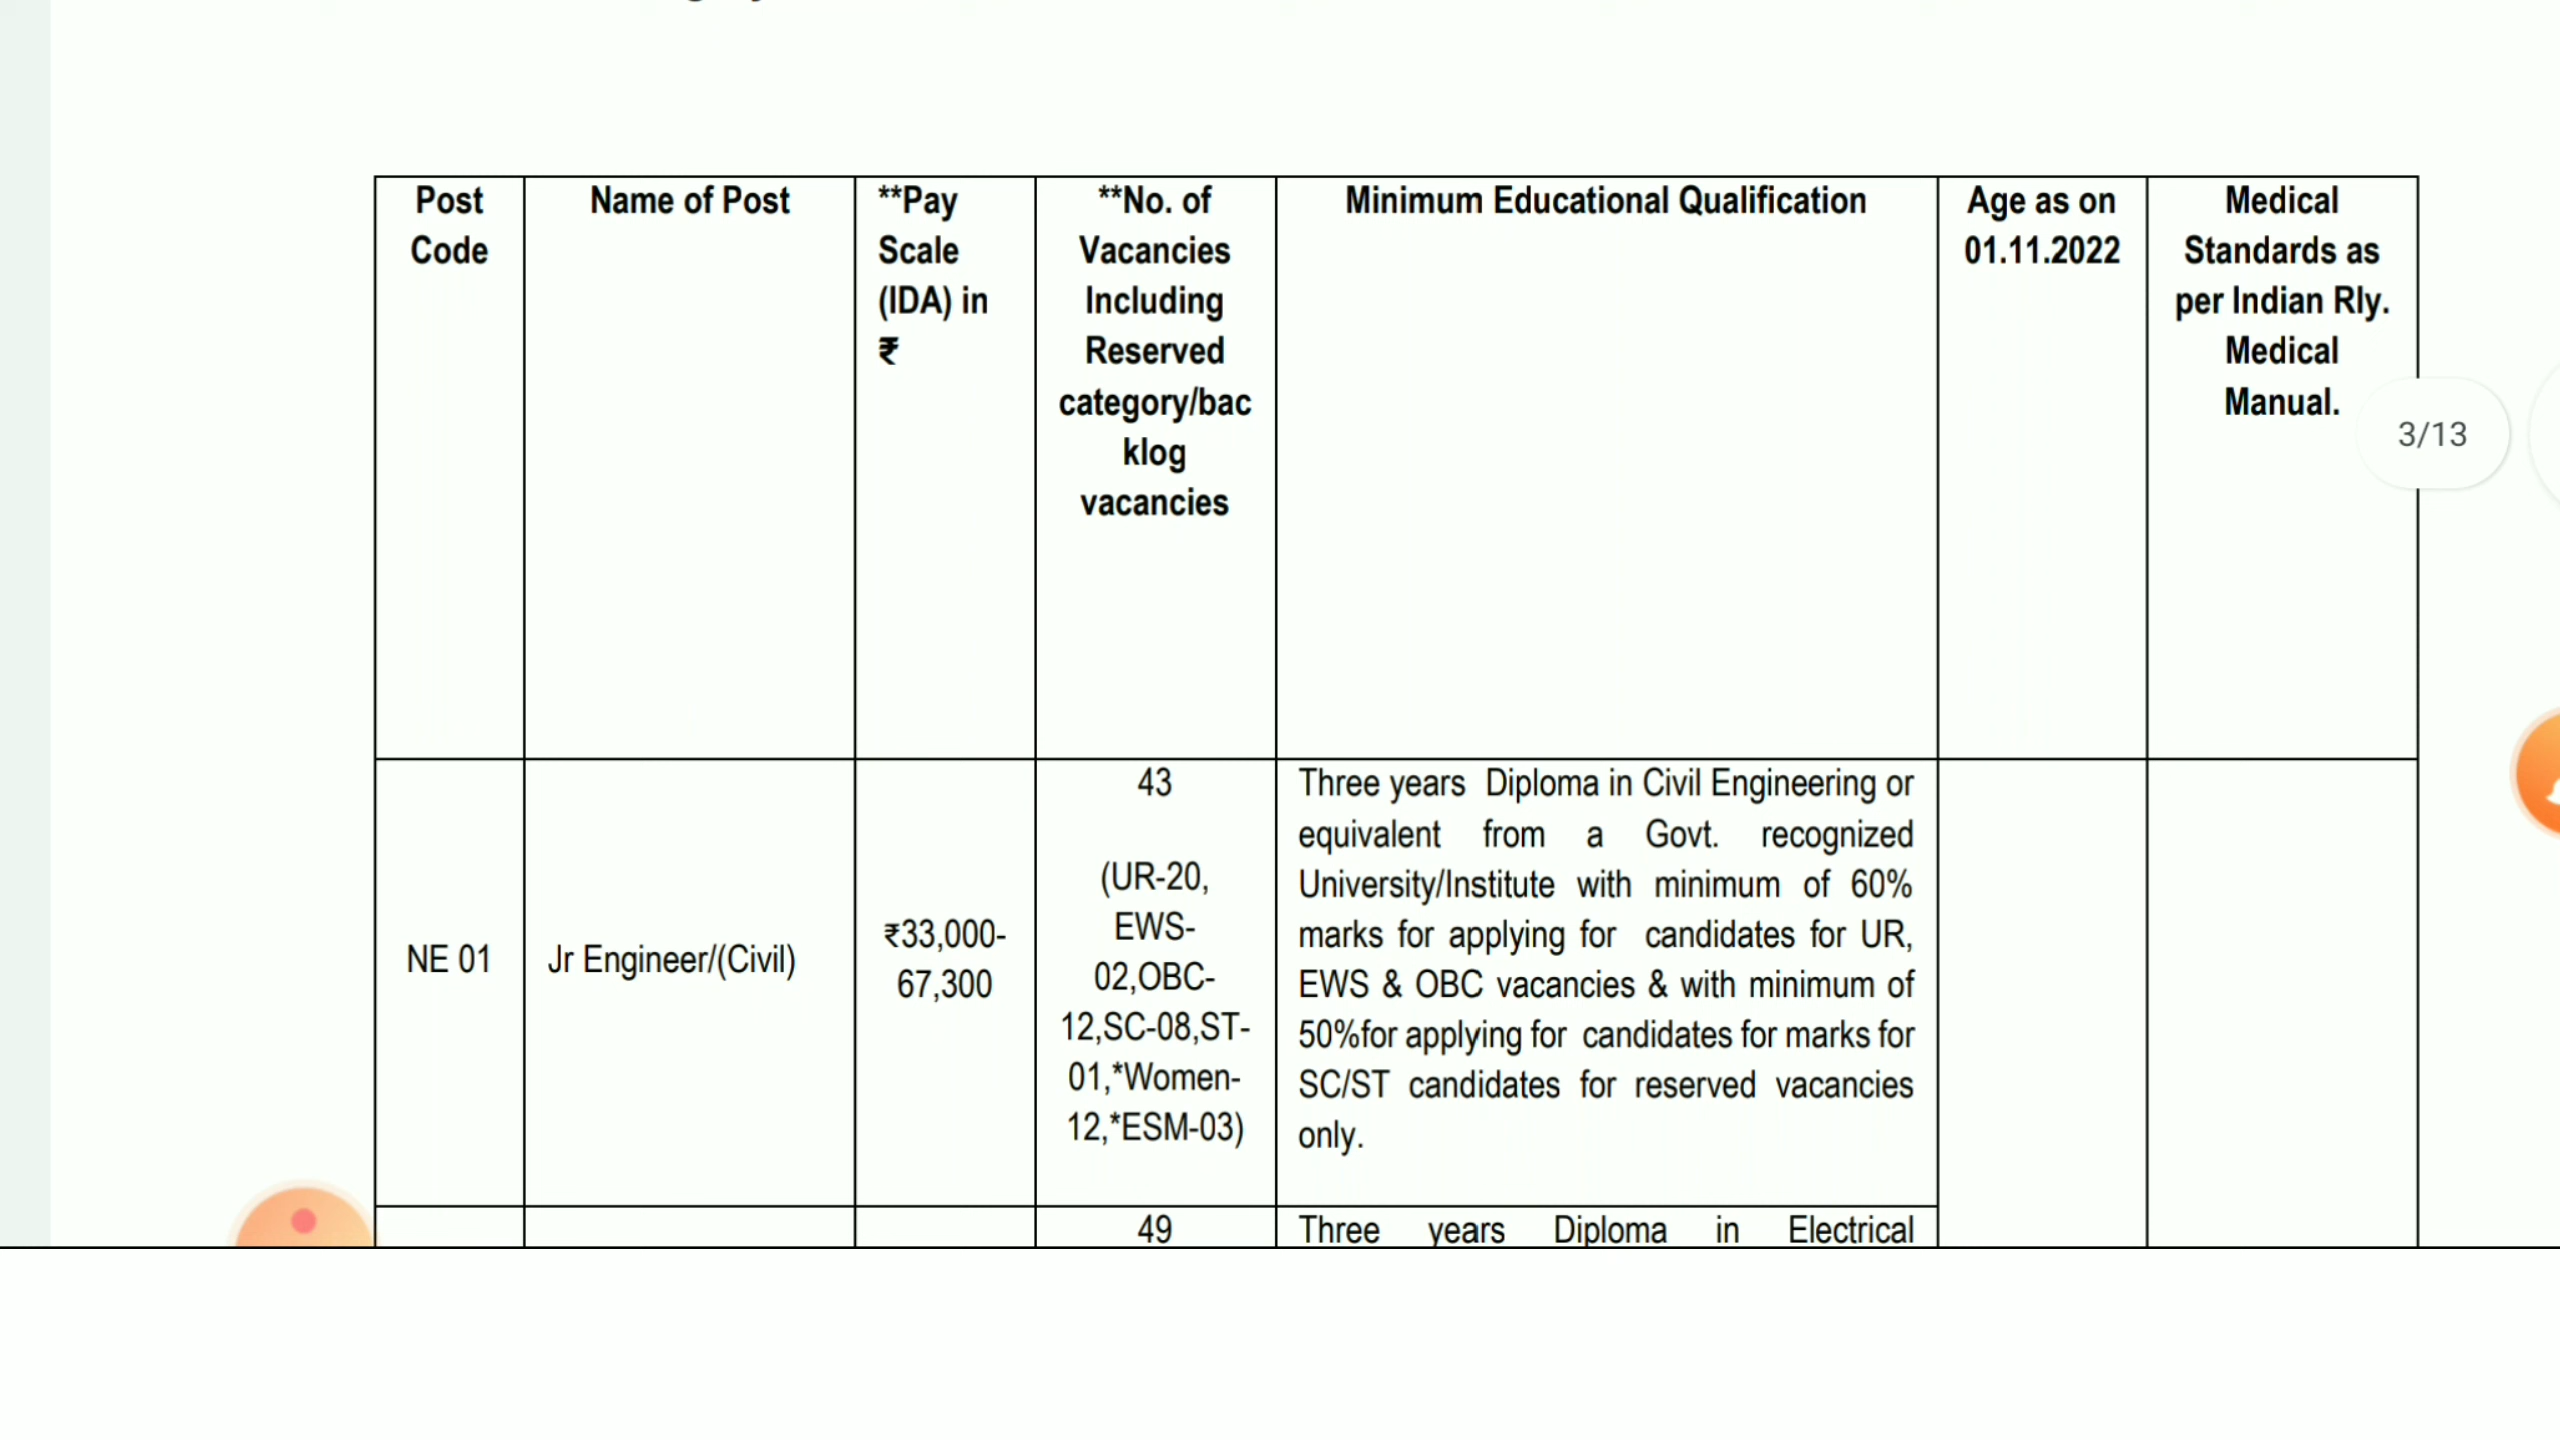 Post
Code
Name of Post
**Pay
Scale
(IDA) in
₹
**No. of
Vacancies
Including
Reserved
category/bac
klog
vacancies
Minimum Educational Qualification
Age as on
01.11.2022
Medical
Standards as
per Indian Rly.
Medical
Manual.
3/13
NE 01
Jr Engineer/(Civil)
₹33,000-
67,300
43
(UR-20,
EWS-
02,OBC-
12,SC-08,ST-
01,*Women-
12,*ESM-03)
Three years Diploma in Civil Engineering or
equivalent from a Govt. recognized
University/Institute with minimum of 60%
marks for applying for candidates for UR,
EWS & OBC vacancies & with minimum of
50%for applying for candidates for marks for
SC/ST candidates for reserved vacancies
only.
49
Three years Diploma in Electrical